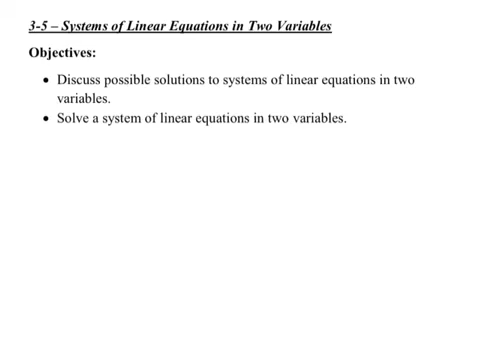 3-5 – Systems of Linear Equations in Two Variables
Objectives:
• Discuss possible solutions to systems of linear equations in two
variables.
• Solve a system of linear equations in two variables.